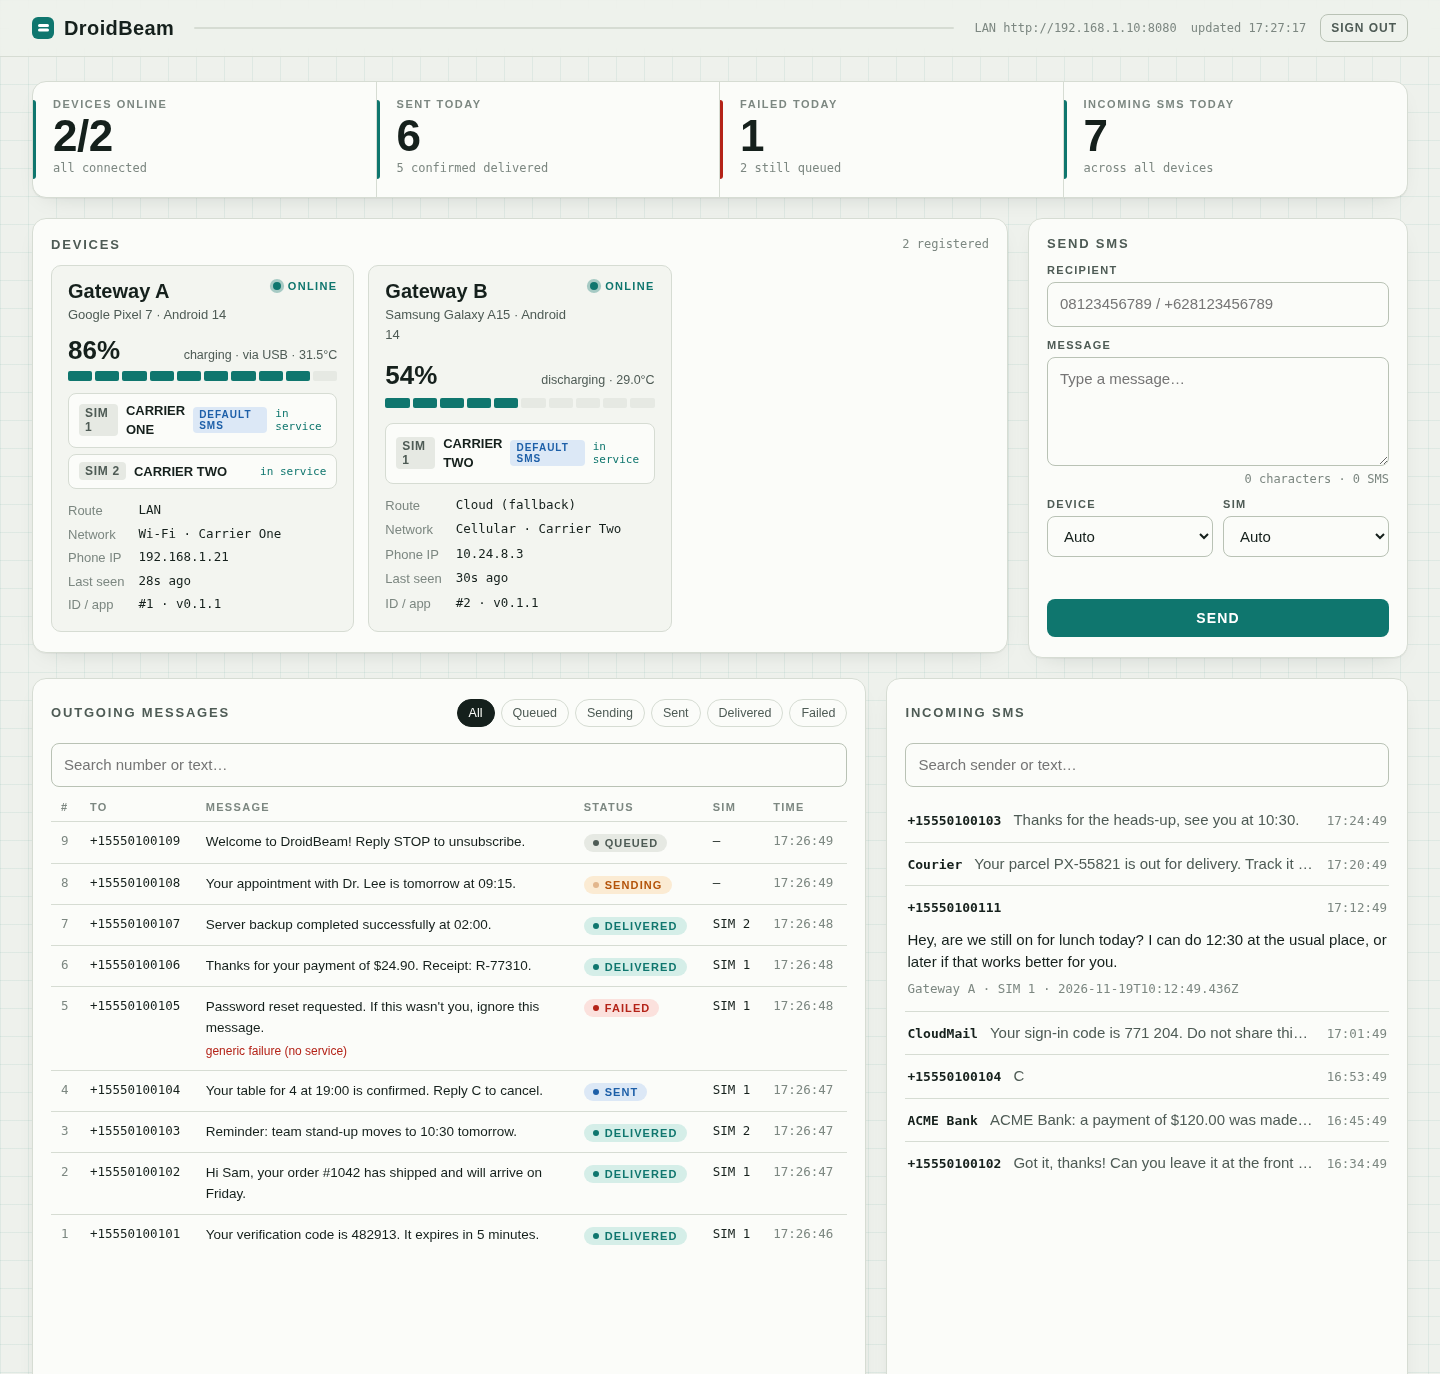 DroidBeam
LAN http://192.168.1.10:8080 updated 17:27:17 SIGN OUT
DEVICES ONLINE
2/2
all connected
SENT TODAY
6
5 confirmed delivered
FAILED TODAY
1
2 still queued
INCOMING SMS TODAY
7
across all devices
DEVICES
2 registered
Gateway A
ONLINE
Google Pixel 7 · Android 14
86%
charging · via USB · 31.5°C
SIM 1 CARRIER ONE DEFAULT SMS in service
SIM 2 CARRIER TWO in service
Route LAN
Network Wi-Fi · Carrier One
Phone IP 192.168.1.21
Last seen 28s ago
ID / app #1 · v0.1.1
Gateway B
ONLINE
Samsung Galaxy A15 · Android
14
54%
discharging · 29.0°C
SIM 1 CARRIER TWO DEFAULT SMS in service
Route Cloud (fallback)
Network Cellular · Carrier Two
Phone IP 10.24.8.3
Last seen 30s ago
ID / app #2 · v0.1.1
SEND SMS
RECIPIENT
08123456789 / +628123456789
MESSAGE
Type a message…
0 characters · 0 SMS
DEVICE SIM
Auto Auto
SEND
OUTGOING MESSAGES
All Queued Sending Sent Delivered Failed
Search number or text…
# TO MESSAGE STATUS SIM TIME
9 +15550100109 Welcome to DroidBeam! Reply STOP to unsubscribe. QUEUED – 17:26:49
8 +15550100108 Your appointment with Dr. Lee is tomorrow at 09:15. SENDING – 17:26:49
7 +15550100107 Server backup completed successfully at 02:00. DELIVERED SIM 2 17:26:48
6 +15550100106 Thanks for your payment of $24.90. Receipt: R-77310. DELIVERED SIM 1 17:26:48
5 +15550100105 Password reset requested. If this wasn't you, ignore this FAILED SIM 1 17:26:48
message.
generic failure (no service)
4 +15550100104 Your table for 4 at 19:00 is confirmed. Reply C to cancel. SENT SIM 1 17:26:47
3 +15550100103 Reminder: team stand-up moves to 10:30 tomorrow. DELIVERED SIM 2 17:26:47
2 +15550100102 Hi Sam, your order #1042 has shipped and will arrive on DELIVERED SIM 1 17:26:47
Friday.
1 +15550100101 Your verification code is 482913. It expires in 5 minutes. DELIVERED SIM 1 17:26:46
INCOMING SMS
Search sender or text…
+15550100103 Thanks for the heads-up, see you at 10:30. 17:24:49
Courier Your parcel PX-55821 is out for delivery. Track it … 17:20:49
+15550100111 17:12:49
Hey, are we still on for lunch today? I can do 12:30 at the usual place, or
later if that works better for you.
Gateway A · SIM 1 · 2026-11-19T10:12:49.436Z
CloudMail Your sign-in code is 771 204. Do not share thi… 17:01:49
+15550100104 C 16:53:49
ACME Bank ACME Bank: a payment of $120.00 was made… 16:45:49
+15550100102 Got it, thanks! Can you leave it at the front … 16:34:49